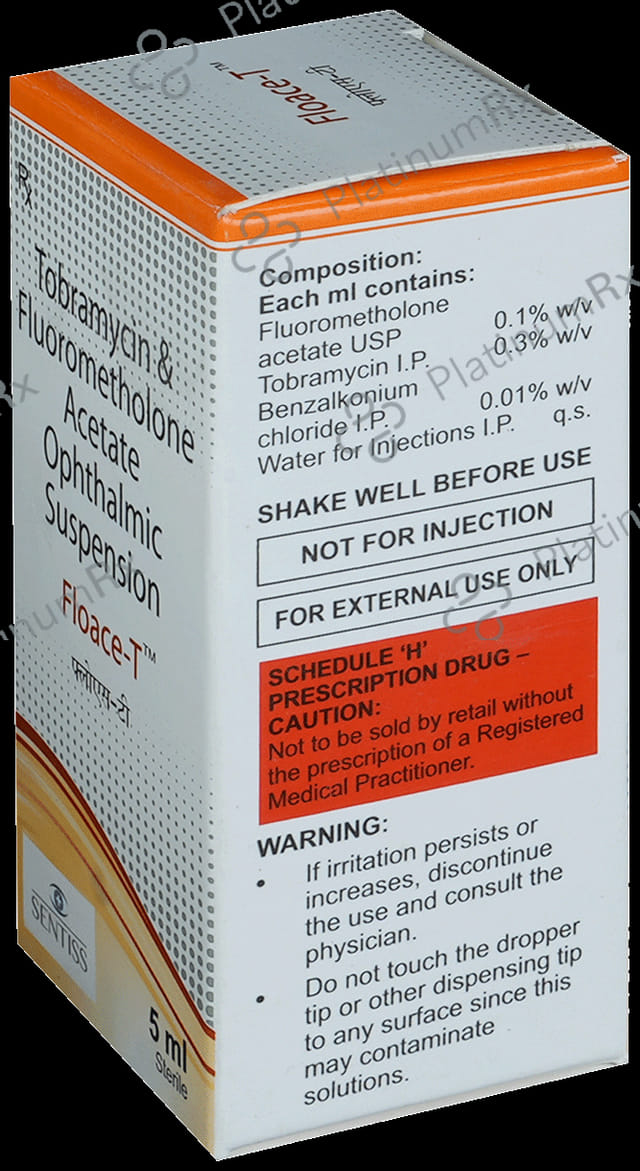 Floace-T™
फ्लोएस-टी
Rx
Tobramycin &
Fluorometholone
Acetate
Ophthalmic
Suspension
Floace-T™
फ्लोएस-टी
SENTISS
5 ml
Sterile
Composition:
Each ml contains:
Fluorometholone
acetate USP 0.1% w/v
Tobramycin I.P. 0.3% w/v
Benzalkonium
chloride I.P. 0.01% w/v
Water for Injections I.P. q.s.
SHAKE WELL BEFORE USE
NOT FOR INJECTION
FOR EXTERNAL USE ONLY
SCHEDULE ‘H’
PRESCRIPTION DRUG –
CAUTION:
Not to be sold by retail without
the prescription of a Registered
Medical Practitioner.
WARNING:
• If irritation persists or
increases, discontinue
the use and consult the
physician.
• Do not touch the dropper
tip or other dispensing tip
to any surface since this
may contaminate
solutions.
PlatinumRx
PlatinumRx
PlatinumRx